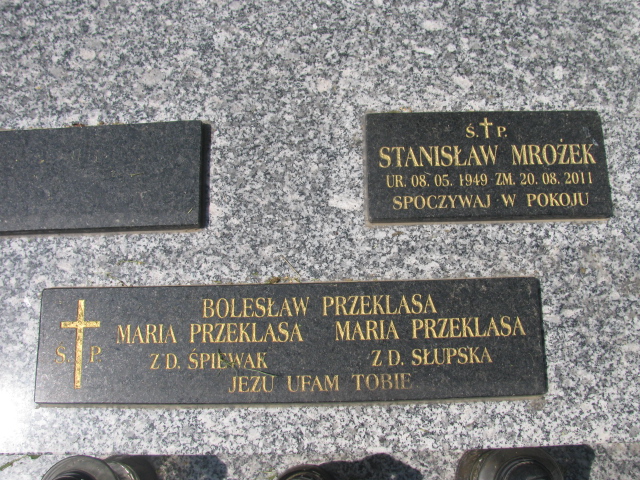 Ś. P.
STANISŁAW MROŻEK
UR. 08. 05. 1949 ZM. 20. 08. 2011
SPOCZYWAJ W POKOJU
BOLESŁAW PRZEKLASA
MARIA PRZEKLASA MARIA PRZEKLASA
Ś. P.
Z D. ŚPIEWAK Z D. SŁUPSKA
JEZU UFAM TOBIE